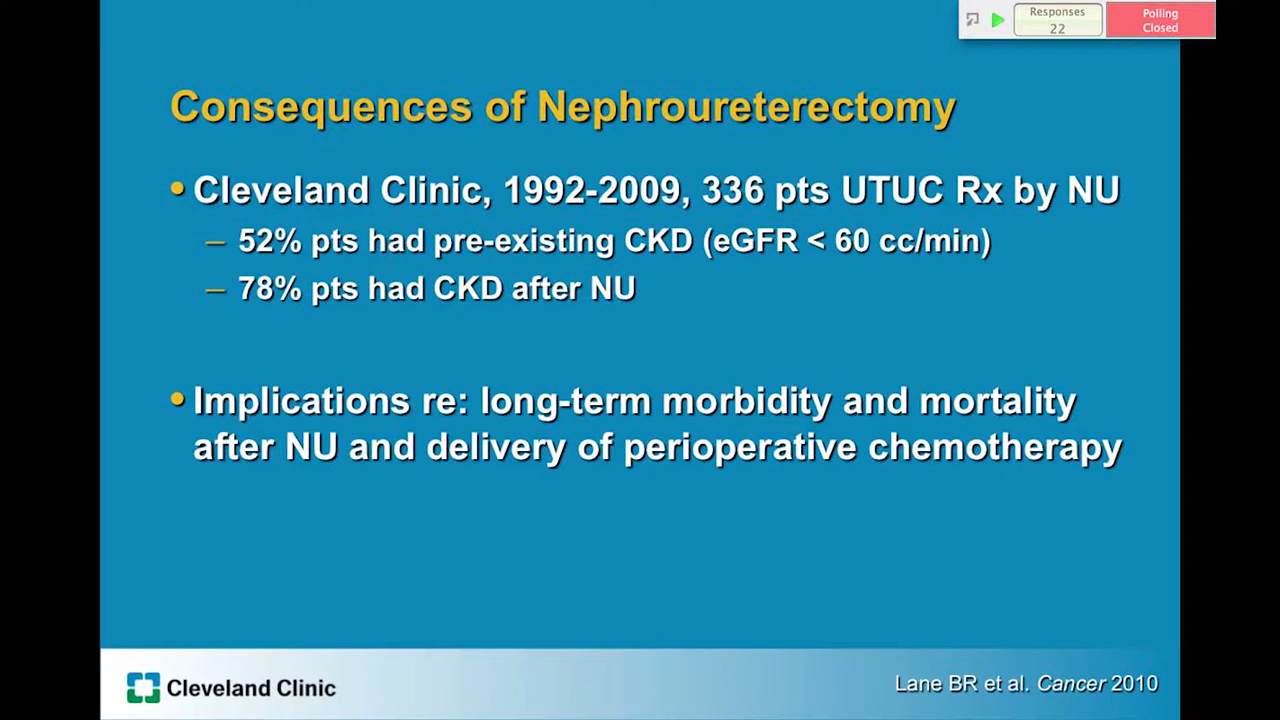 Responses
22
Polling
Closed
Consequences of Nephroureterectomy
• Cleveland Clinic, 1992-2009, 336 pts UTUC Rx by NU
– 52% pts had pre-existing CKD (eGFR < 60 cc/min)
– 78% pts had CKD after NU
• Implications re: long-term morbidity and mortality
after NU and delivery of perioperative chemotherapy
Cleveland Clinic
Lane BR et al. Cancer 2010